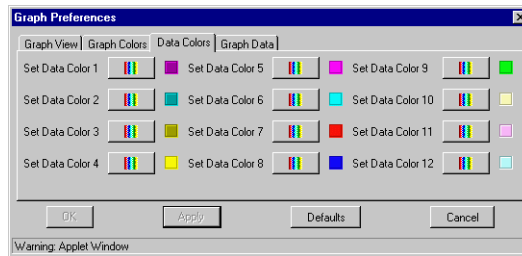 Graph Preferences
Graph View Graph Colors Data Colors Graph Data
Set Data Color 1 Set Data Color 5 Set Data Color 9
Set Data Color 2 Set Data Color 6 Set Data Color 10
Set Data Color 3 Set Data Color 7 Set Data Color 11
Set Data Color 4 Set Data Color 8 Set Data Color 12
OK Apply Defaults Cancel
Warning: Applet Window